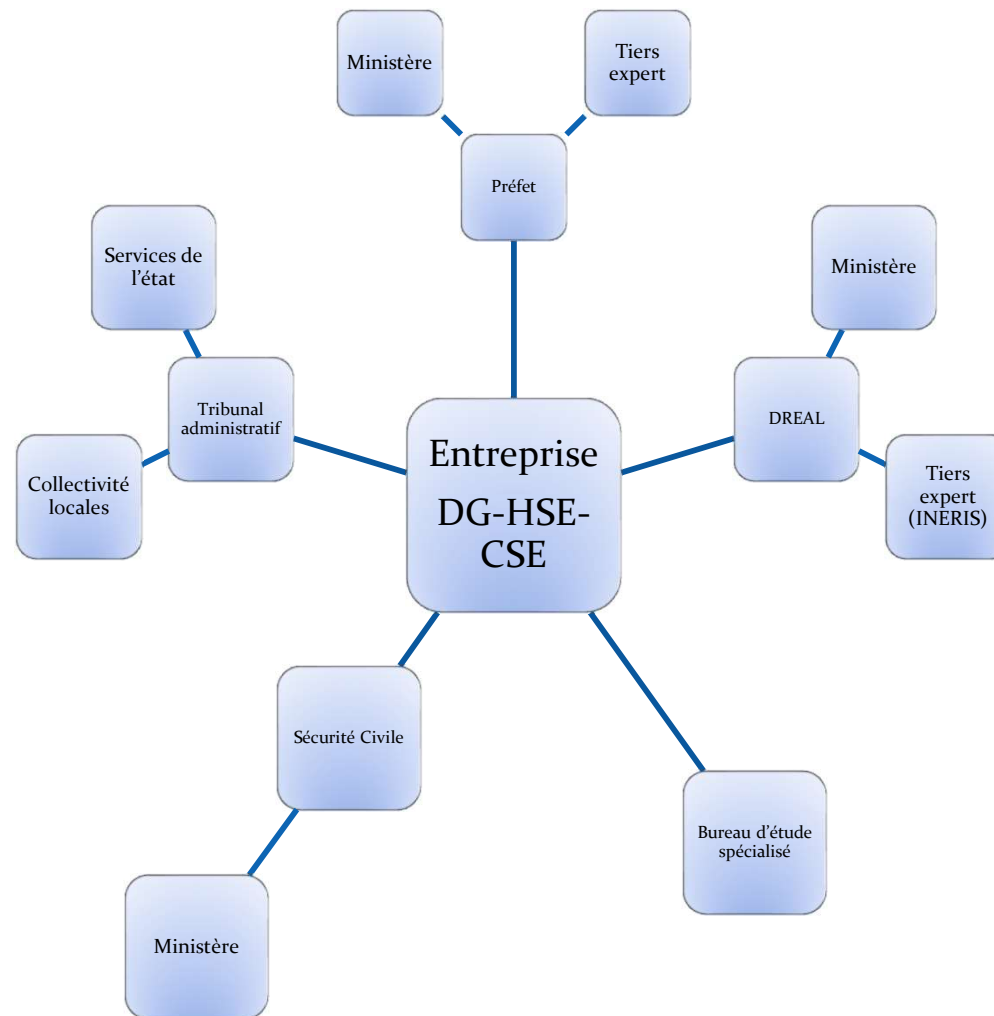 Ministère
Tiers
expert
Préfet
Services de
l'état
Ministère
Tribunal
administratif
DREAL
Entreprise
DG-HSE-
CSE
Collectivité
locales
Tiers
expert
(INERIS)
Sécurité Civile
Bureau d'étude
spécialisé
Ministère